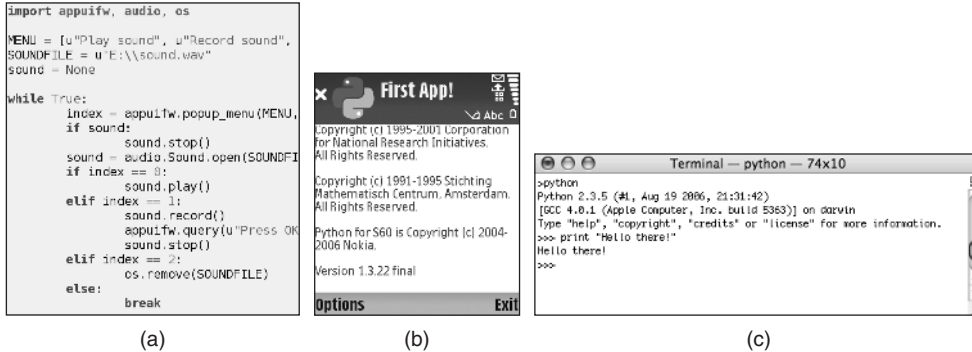 import appuifw, audio, os
MENU = [u"Play sound", u"Record sound",
SOUNDFILE = u"E:\\sound.wav"
sound = None
while True:
index = appuifw.popup_menu(MENU,
if sound:
sound.stop()
sound = audio.Sound.open(SOUNDFI
if index == 0:
sound.play()
elif index == 1:
sound.record()
appuifw.query(u"Press OK
sound.stop()
elif index == 2:
os.remove(SOUNDFILE)
else:
break
(a)
First App!
Abc
Copyright (c) 1995-2001 Corporation
for National Research Initiatives.
All Rights Reserved.
Copyright (c) 1991-1995 Stichting
Mathematisch Centrum, Amsterdam.
All Rights Reserved.
Python for S60 is Copyright (c) 2004-
2006 Nokia.
Version 1.3.22 final
Options Exit
(b)
Terminal — python — 74x10
>python
Python 2.3.5 (#1, Aug 19 2006, 21:31:42)
[GCC 4.0.1 (Apple Computer, Inc. build 5363)] on darwin
Type "help", "copyright", "credits" or "license" for more information.
>>> print "Hello there!"
Hello there!
>>>
(c)